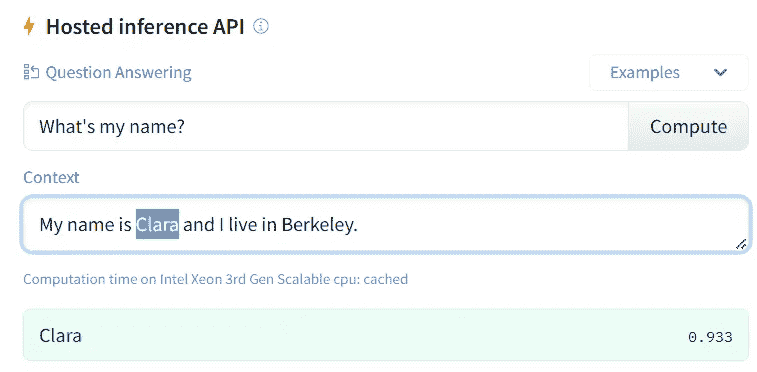 Hosted inference API
Question Answering
Examples
What's my name?
Compute
Context
My name is Clara and I live in Berkeley.
Computation time on Intel Xeon 3rd Gen Scalable cpu: cached
Clara
0.933